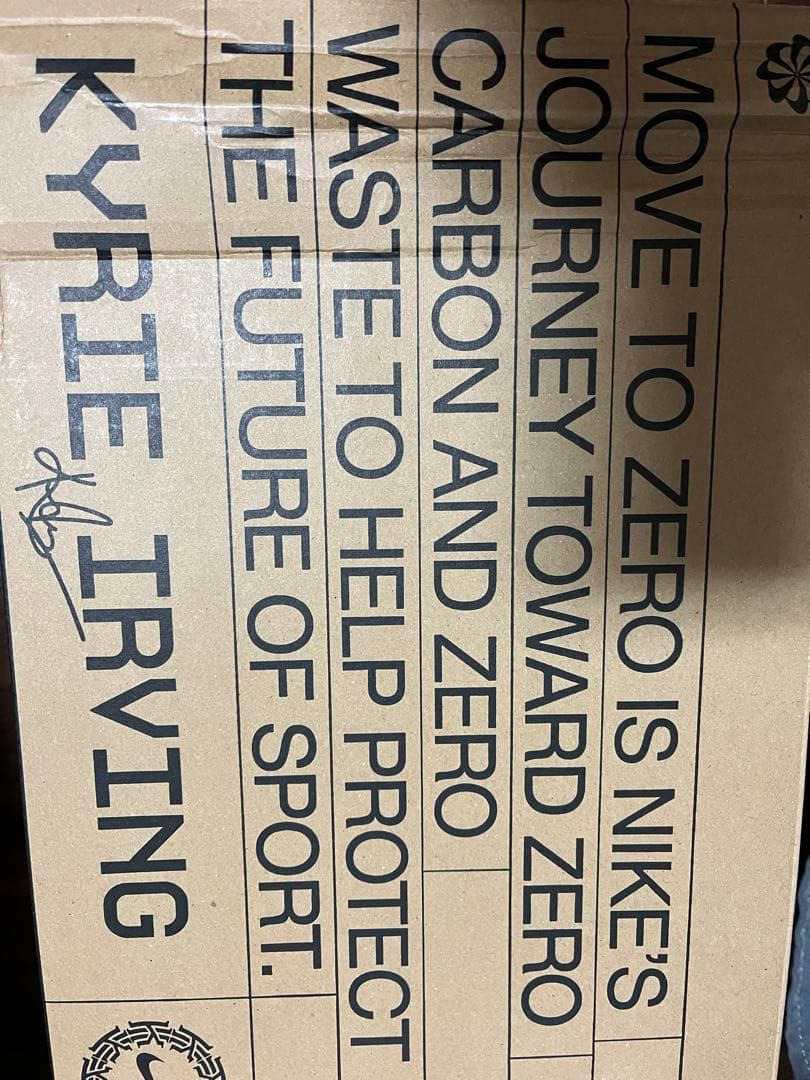 MOVE TO ZERO IS NIKE'S
JOURNEY TOWARD ZERO
CARBON AND ZERO
WASTE TO HELP PROTECT
THE FUTURE OF SPORT.
KYRIE IRVING